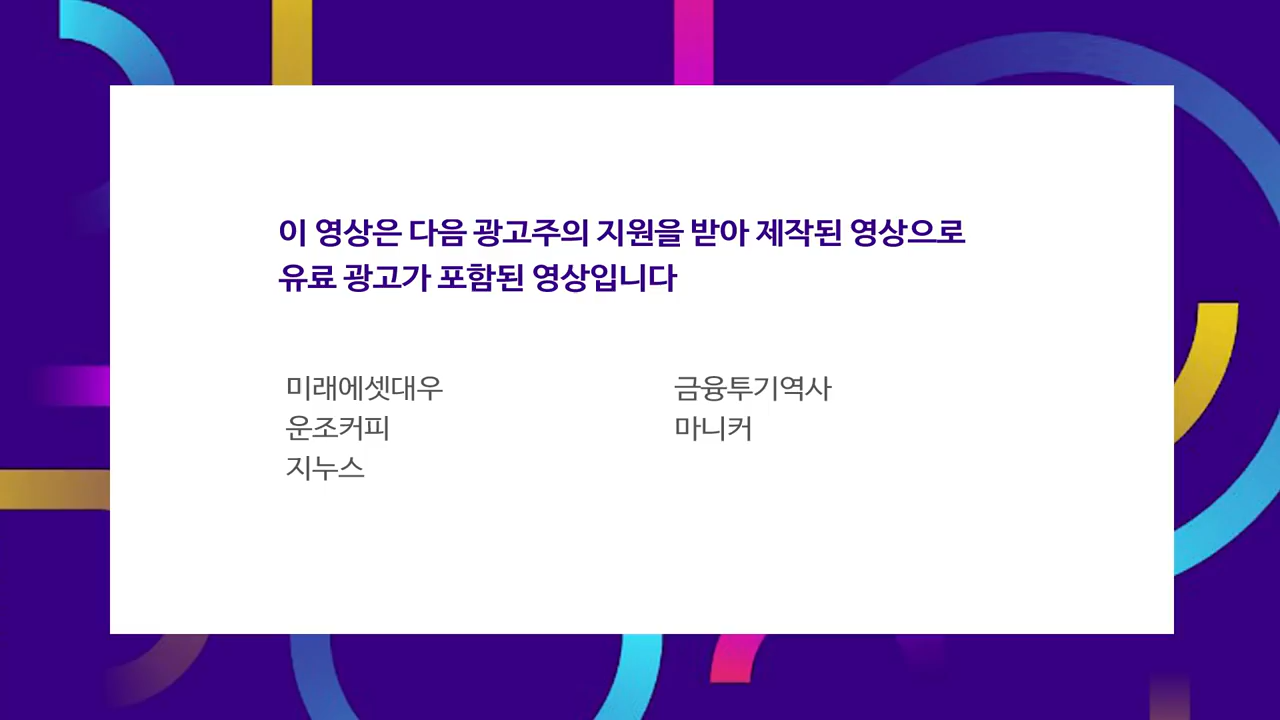 이 영상은 다음 광고주의 지원을 받아 제작된 영상으로
유료 광고가 포함된 영상입니다
미래에셋대우
운조커피
지누스
금융투기역사
마니커